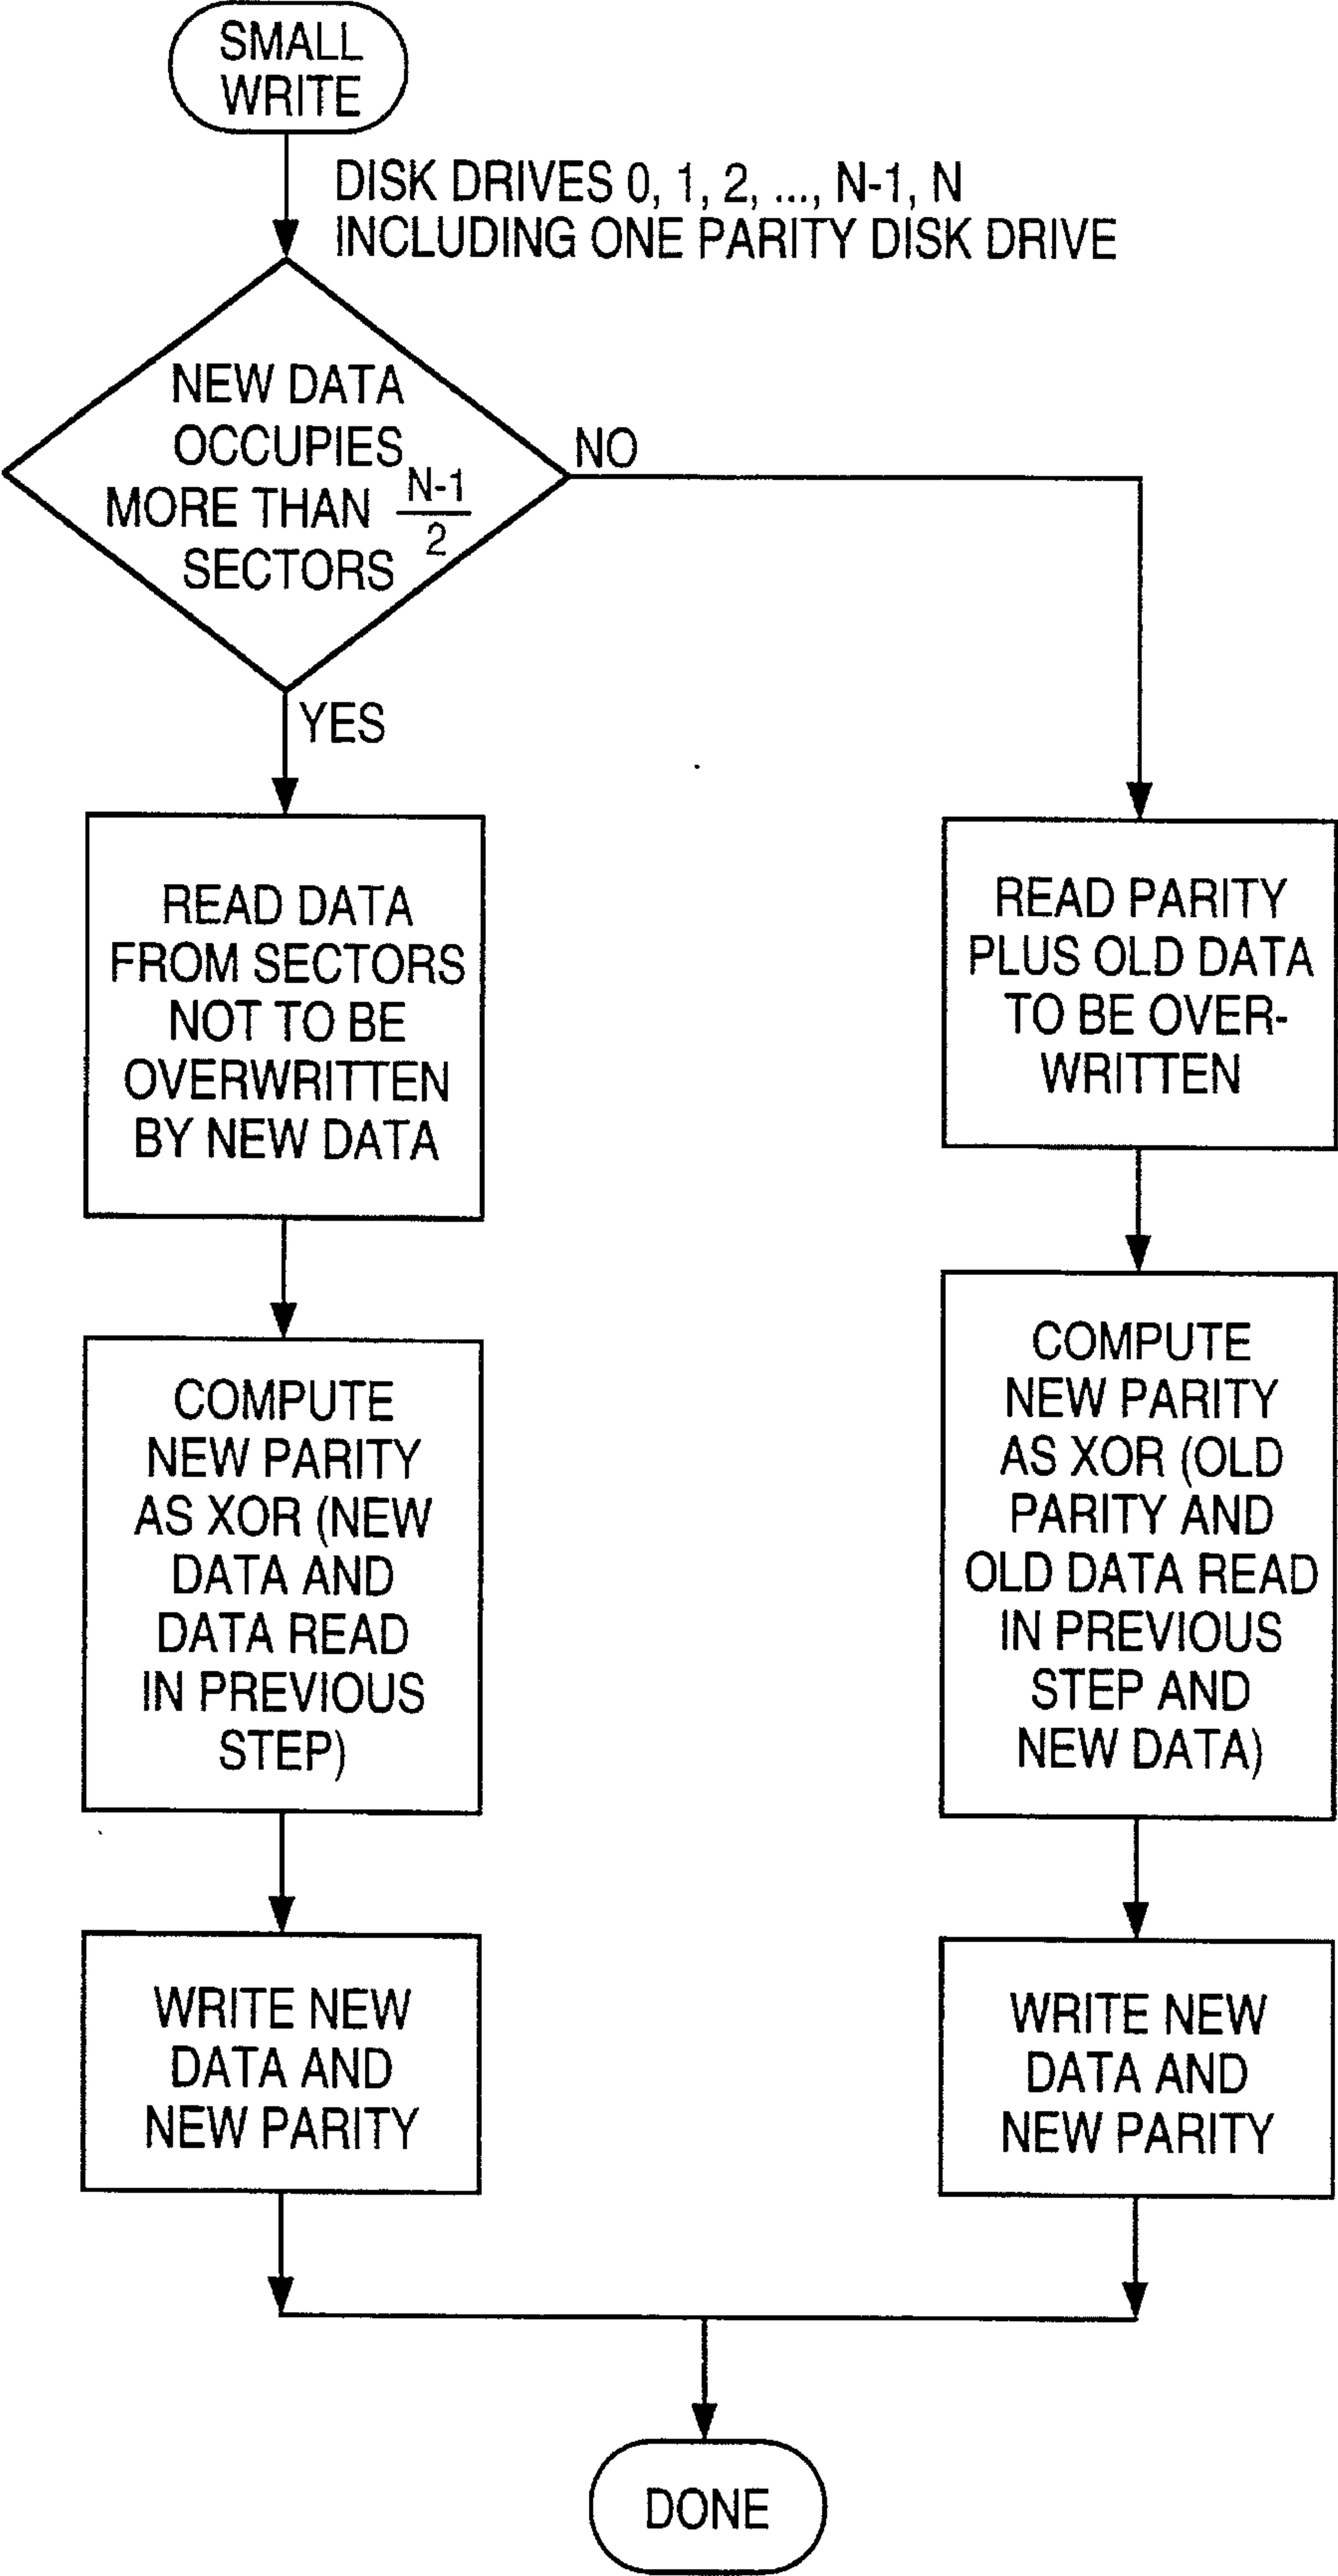 SMALL
WRITE
DISK DRIVES 0, 1, 2, ..., N-1, N
INCLUDING ONE PARITY DISK DRIVE
NEW DATA
OCCUPIES
MORE THAN N-1/2
SECTORS
NO
YES
READ DATA
FROM SECTORS
NOT TO BE
OVERWRITTEN
BY NEW DATA
COMPUTE
NEW PARITY
AS XOR (NEW
DATA AND
DATA READ
IN PREVIOUS
STEP)
WRITE NEW
DATA AND
NEW PARITY
READ PARITY
PLUS OLD DATA
TO BE OVER-
WRITTEN
COMPUTE
NEW PARITY
AS XOR (OLD
PARITY AND
OLD DATA READ
IN PREVIOUS
STEP AND
NEW DATA)
WRITE NEW
DATA AND
NEW PARITY
DONE